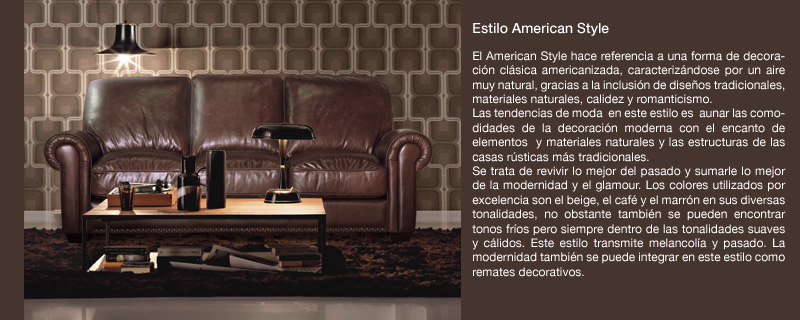 Estilo American Style
El American Style hace referencia a una forma de decora-
ción clásica americanizada, caracterizándose por un aire
muy natural, gracias a la inclusión de diseños tradicionales,
materiales naturales, calidez y romanticismo.
Las tendencias de moda en este estilo es aunar las como-
didades de la decoración moderna con el encanto de
elementos y materiales naturales y las estructuras de las
casas rústicas más tradicionales.
Se trata de revivir lo mejor del pasado y sumarle lo mejor
de la modernidad y el glamour. Los colores utilizados por
excelencia son el beige, el café y el marrón en sus diversas
tonalidades, no obstante también se pueden encontrar
tonos fríos pero siempre dentro de las tonalidades suaves
y cálidos. Este estilo transmite melancolía y pasado. La
modernidad también se puede integrar en este estilo como
remates decorativos.